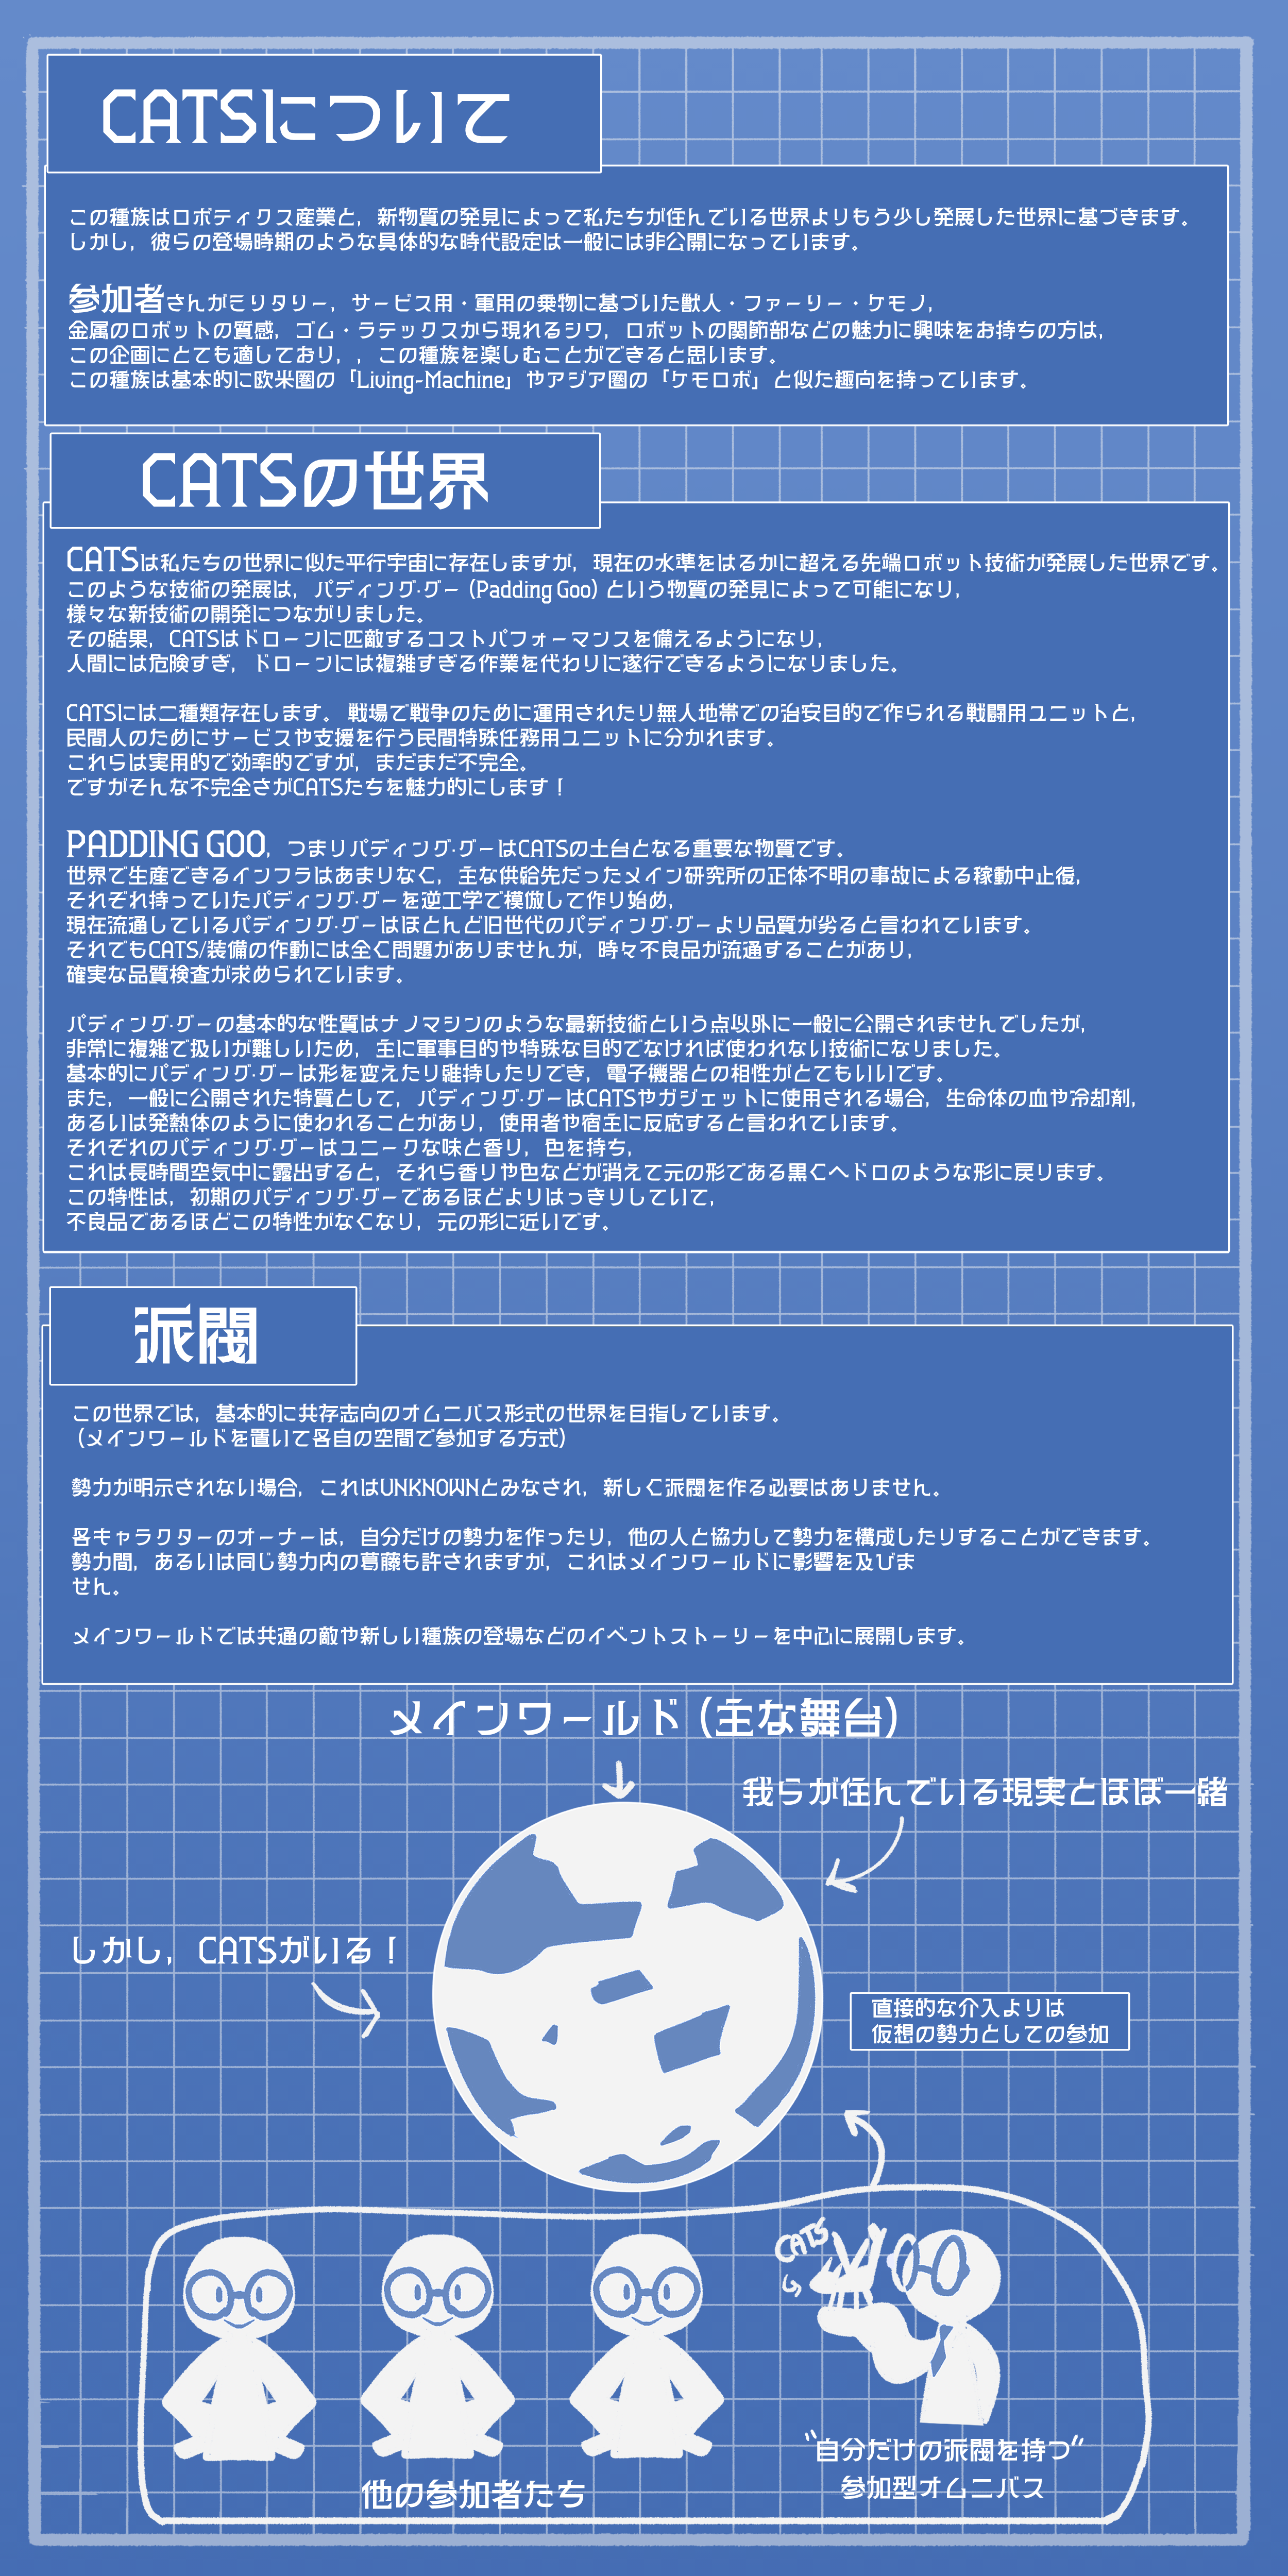 CATSについて
この種族はロボティクス産業と，新物質の発見によって私たちが住んでいる世界よりもう少し発展した世界に基づきます。
しかし，彼らの登場時期のような具体的な時代設定は一般には非公開になっています。
参加者さんがミリタリー，サービス用・軍用の乗物に基づいた獣人・ファーリー・ケモノ，
金属のロボットの質感，ゴム・ラテックスから現れるシワ，ロボットの関節部などの魅力に興味をお持ちの方は，
この企画にとても適しており，，この種族を楽しむことができると思います。
この種族は基本的に欧米圏の「Living-Machine」やアジア圏の「ケモロボ」と似た趣向を持っています。
CATSの世界
CATSは私たちの世界に似た平行宇宙に存在しますが，現在の水準をはるかに超える先端ロボット技術が発展した世界です。
このような技術の発展は，パディング·グー（Padding Goo）という物質の発見によって可能になり，
様々な新技術の開発につながりました。
その結果，CATSはドローンに匹敵するコストパフォーマンスを備えるようになり，
人間には危険すぎ，ドローンには複雑すぎる作業を代わりに遂行できるようになりました。
CATSには二種類存在します。 戦場で戦争のために運用されたり無人地帯での治安目的で作られる戦闘用ユニットと，
民間人のためにサービスや支援を行う民間特殊任務用ユニットに分かれます。
これらは実用的で効率的ですが，まだまだ不完全。
ですがそんな不完全さがCATSたちを魅力的にします！
PADDING GOO，つまりパディング·グーはCATSの土台となる重要な物質です。
世界で生産できるインフラはあまりなく，主な供給先だったメイン研究所の正体不明の事故による稼動中止後，
それぞれ持っていたパディング·グーを逆工学で模倣して作り始め，
現在流通しているパディング·グーはほとんど旧世代のパディング·グーより品質が劣ると言われています。
それでもCATS/装備の作動には全く問題がありませんが，時々不良品が流通することがあり，
確実な品質検査が求められています。
パディング·グーの基本的な性質はナノマシンのような最新技術という点以外に一般に公開されませんでしたが，
非常に複雑で扱いが難しいため，主に軍事目的や特殊な目的でなければ使われない技術になりました。
基本的にパディング·グーは形を変えたり維持したりでき，電子機器との相性がとてもいいです。
また，一般に公開された特質として，パディング·グーはCATSやガジェットに使用される場合，生命体の血や冷却剤，
あるいは発熱体のように使われることがあり，使用者や宿主に反応すると言われています。
それぞれのパディング·グーはユニークな味と香り，色を持ち，
これは長時間空気中に露出すると，それら香りや色などが消えて元の形である黒くヘドロのような形に戻ります。
この特性は，初期のパディング·グーであるほどよりはっきりしていて，
不良品であるほどこの特性がなくなり，元の形に近いです。
派閥
この世界では，基本的に共存志向のオムニバス形式の世界を目指しています。
（メインワールドを置いて各自の空間で参加する方式）
勢力が明示されない場合，これはUNKNOWNとみなされ，新しく派閥を作る必要はありません。
各キャラクターのオーナーは，自分だけの勢力を作ったり，他の人と協力して勢力を構成したりすることができます。
勢力間，あるいは同じ勢力内の葛藤も許されますが，これはメインワールドに影響を及びま
せん。
メインワールドでは共通の敵や新しい種族の登場などのイベントストーリーを中心に展開します。
メインワールド（主な舞台）
我らが住んでいる現実とほぼ一緒
しかし，CATSがいる！
直接的な介入よりは
仮想の勢力としての参加
CATS
他の参加者たち
"自分だけの派閥を持つ"
参加型オムニバス